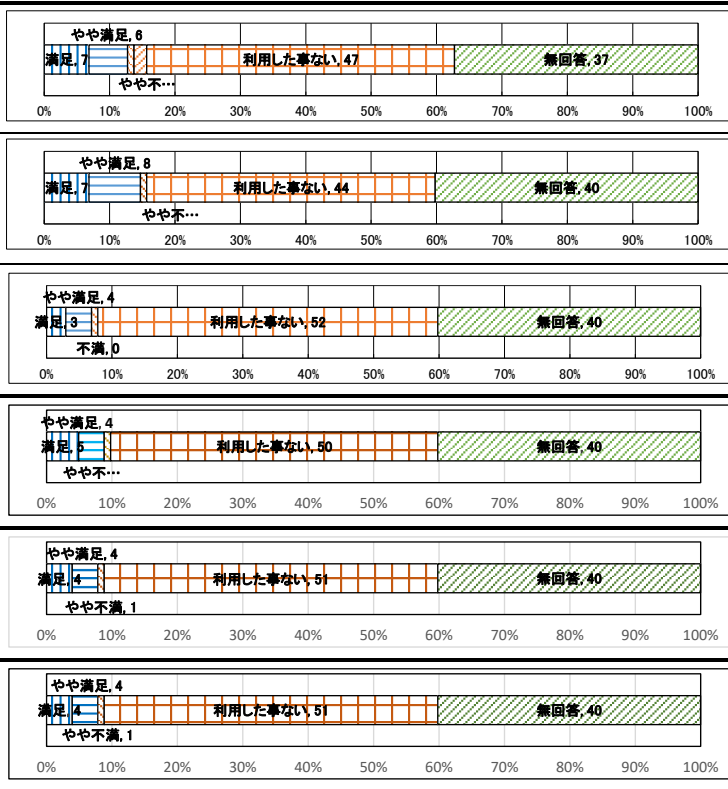 やや満足, 6
満足, 7 利用した事ない, 47 無回答, 37
やや不…
0% 10% 20% 30% 40% 50% 60% 70% 80% 90% 100%
やや満足, 8
満足, 7 利用した事ない, 44 無回答, 40
やや不…
0% 10% 20% 30% 40% 50% 60% 70% 80% 90% 100%
やや満足, 4
満足, 3 利用した事ない, 52 無回答, 40
不満, 0
0% 10% 20% 30% 40% 50% 60% 70% 80% 90% 100%
やや満足, 4
満足, 5 利用した事ない, 50 無回答, 40
やや不…
0% 10% 20% 30% 40% 50% 60% 70% 80% 90% 100%
やや満足, 4
満足, 4 利用した事ない, 51 無回答, 40
やや不満, 1
0% 10% 20% 30% 40% 50% 60% 70% 80% 90% 100%
やや満足, 4
満足, 4 利用した事ない, 51 無回答, 40
やや不満, 1
0% 10% 20% 30% 40% 50% 60% 70% 80% 90% 100%